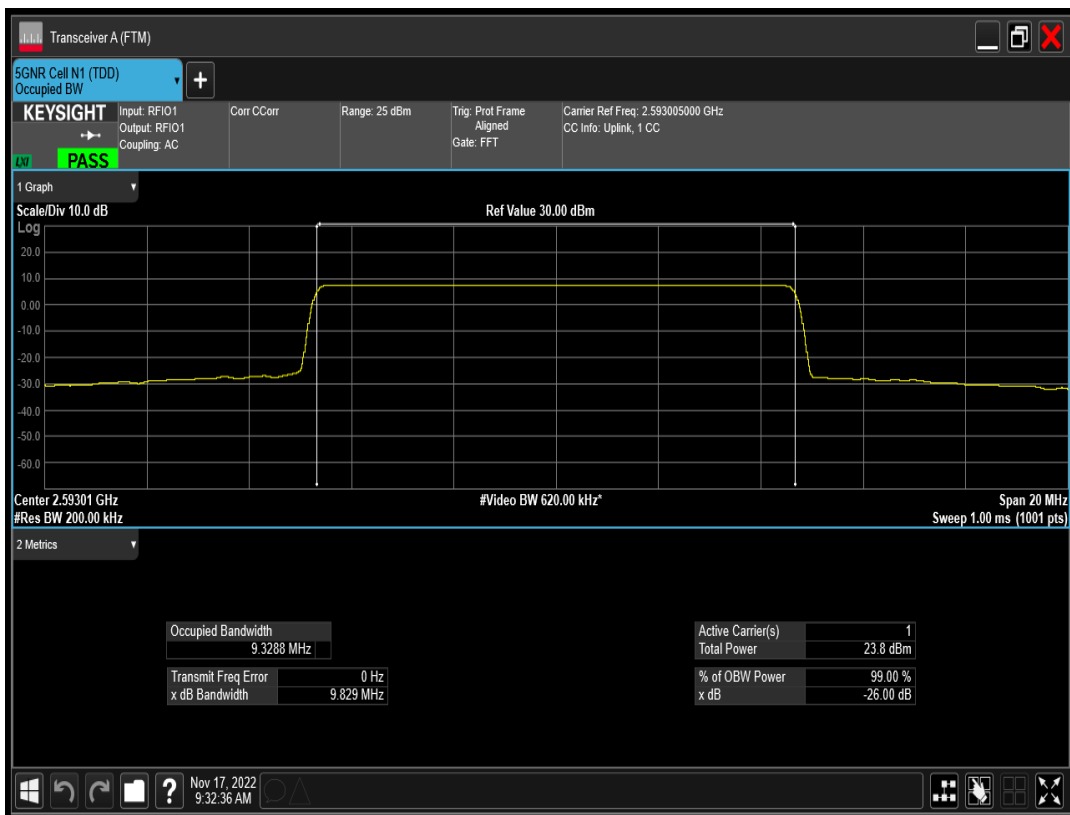 Transceiver A (FTM)
5GNR Cell N1 (TDD)
Occupied BW
+
KEYSIGHT
LXI
PASS
Input: RFIO1
Output: RFIO1
Coupling: AC
Corr CCorr
Range: 25 dBm
Trig: Prot Frame
Aligned
Gate: FFT
Carrier Ref Freq: 2.593005000 GHz
CC Info: Uplink, 1 CC
1 Graph
Scale/Div 10.0 dB
Ref Value 30.00 dBm
Log
20.0
10.0
0.00
-10.0
-20.0
-30.0
-40.0
-50.0
-60.0
Center 2.59301 GHz
#Video BW 620.00 kHz*
Span 20 MHz
#Res BW 200.00 kHz
Sweep 1.00 ms (1001 pts)
2 Metrics
Occupied Bandwidth
9.3288 MHz
Transmit Freq Error 0 Hz
x dB Bandwidth 9.829 MHz
Active Carrier(s) 1
Total Power 23.8 dBm
% of OBW Power 99.00 %
x dB -26.00 dB
?
Nov 17, 2022
9:32:36 AM